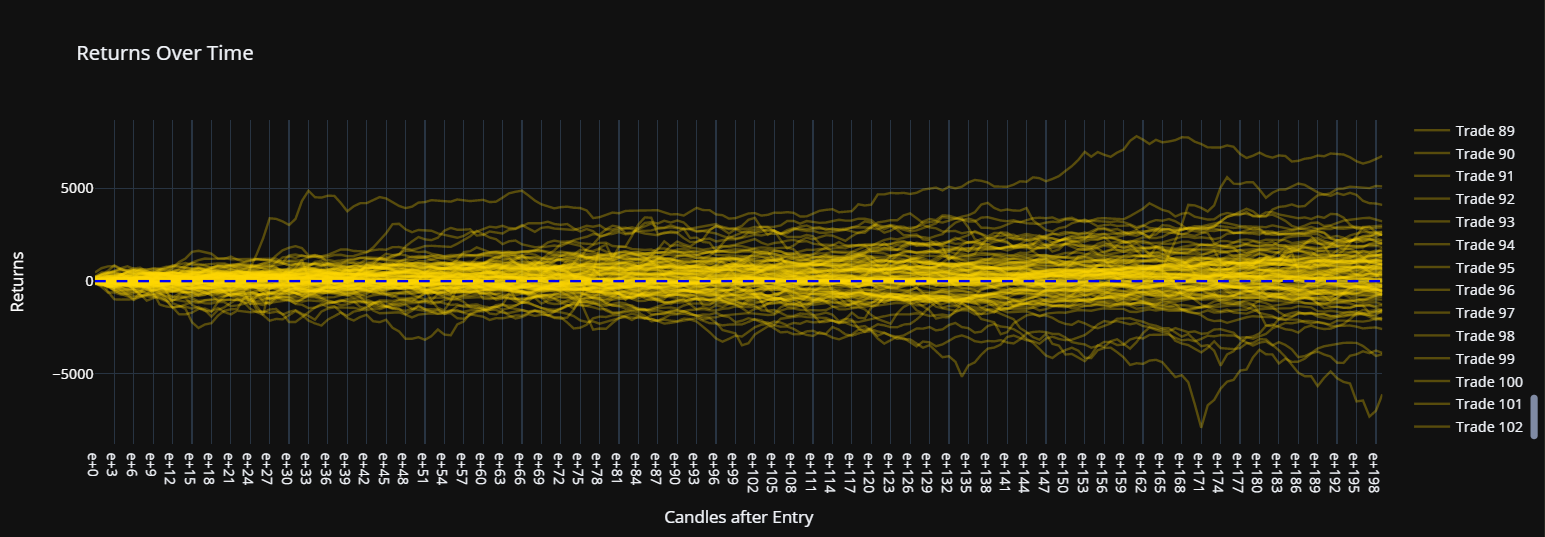 Returns Over Time
Returns
5000
0
−5000
e+0
e+3
e+6
e+9
e+12
e+15
e+18
e+21
e+24
e+27
e+30
e+33
e+36
e+39
e+42
e+45
e+48
e+51
e+54
e+57
e+60
e+63
e+66
e+69
e+72
e+75
e+78
e+81
e+84
e+87
e+90
e+93
e+96
e+99
e+102
e+105
e+108
e+111
e+114
e+117
e+120
e+123
e+126
e+129
e+132
e+135
e+138
e+141
e+144
e+147
e+150
e+153
e+156
e+159
e+162
e+165
e+168
e+171
e+174
e+177
e+180
e+183
e+186
e+189
e+192
e+195
e+198
Candles after Entry
Trade 89
Trade 90
Trade 91
Trade 92
Trade 93
Trade 94
Trade 95
Trade 96
Trade 97
Trade 98
Trade 99
Trade 100
Trade 101
Trade 102